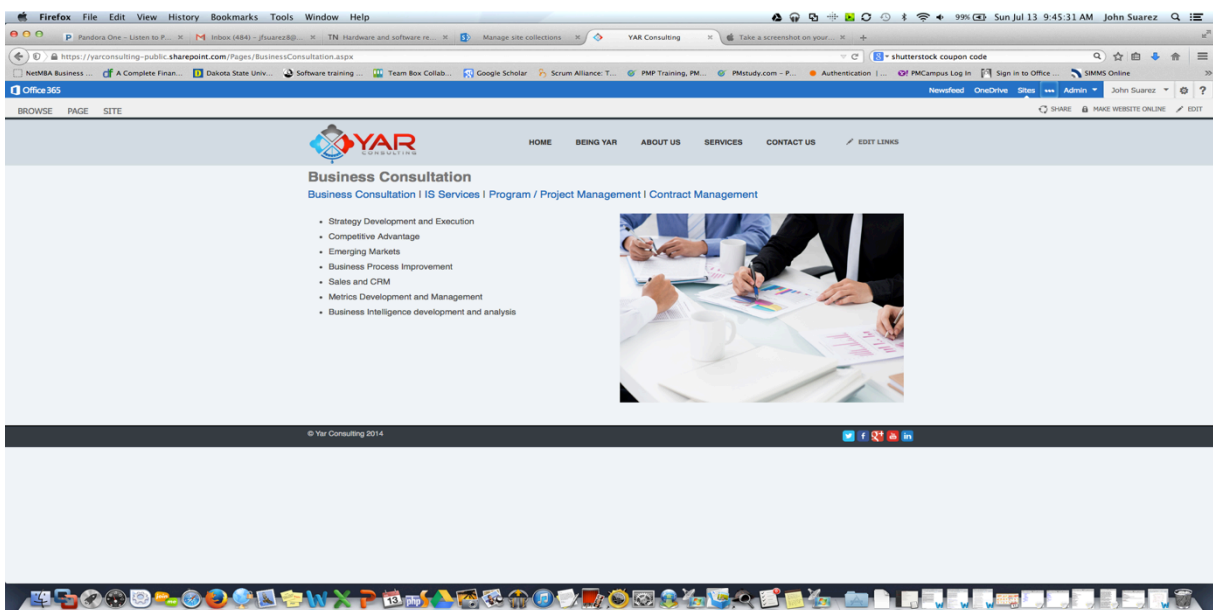 Firefox File Edit View History Bookmarks Tools Window Help 99% Sun Jul 13 9:45:31 AM John Suarez
Pandora One – Listen to P... Inbox (484) – jfsuarez8@... TN Hardware and software re... Manage site collections YAR Consulting Take a screenshot on your...
https://yarconsulting-public.sharepoint.com/Pages/BusinessConsultation.aspx shutterstock coupon code
NetMBA Business ... A Complete Finan... Dakota State Univ... Software training ... Team Box Collab... Google Scholar Scrum Alliance: T... PMP Training, PM... PMstudy.com – P... Authentication | ... PMCampus Log In Sign in to Office ... SIMMS Online
Office 365 Newsfeed OneDrive Sites ••• Admin John Suarez ?
BROWSE PAGE SITE SHARE MAKE WEBSITE ONLINE EDIT
YAR
CONSULTING
HOME BEING YAR ABOUT US SERVICES CONTACT US EDIT LINKS
Business Consultation
Business Consultation I IS Services I Program / Project Management I Contract Management
• Strategy Development and Execution
• Competitive Advantage
• Emerging Markets
• Business Process Improvement
• Sales and CRM
• Metrics Development and Management
• Business Intelligence development and analysis
© Yar Consulting 2014